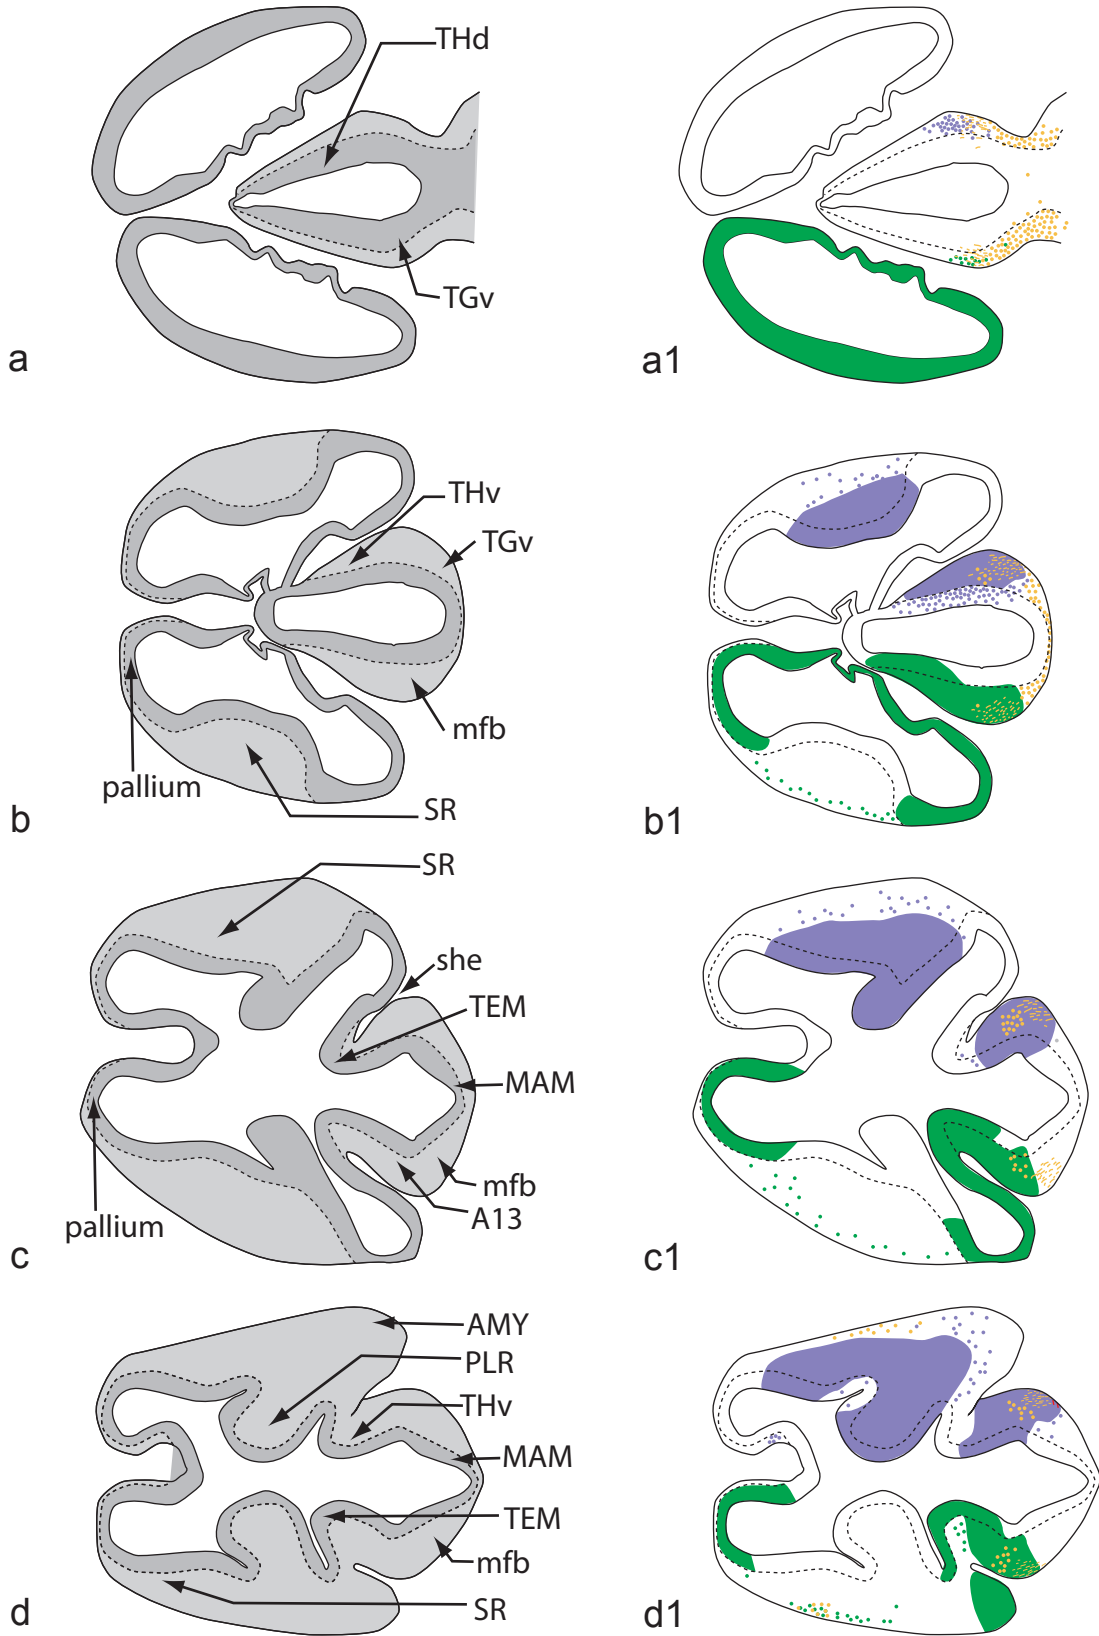 THd
TGv
a
a1
THv
TGv
mfb
pallium
SR
b
b1
SR
she
TEM
MAM
mfb
A13
pallium
c
c1
AMY
PLR
THv
MAM
TEM
mfb
SR
d
d1